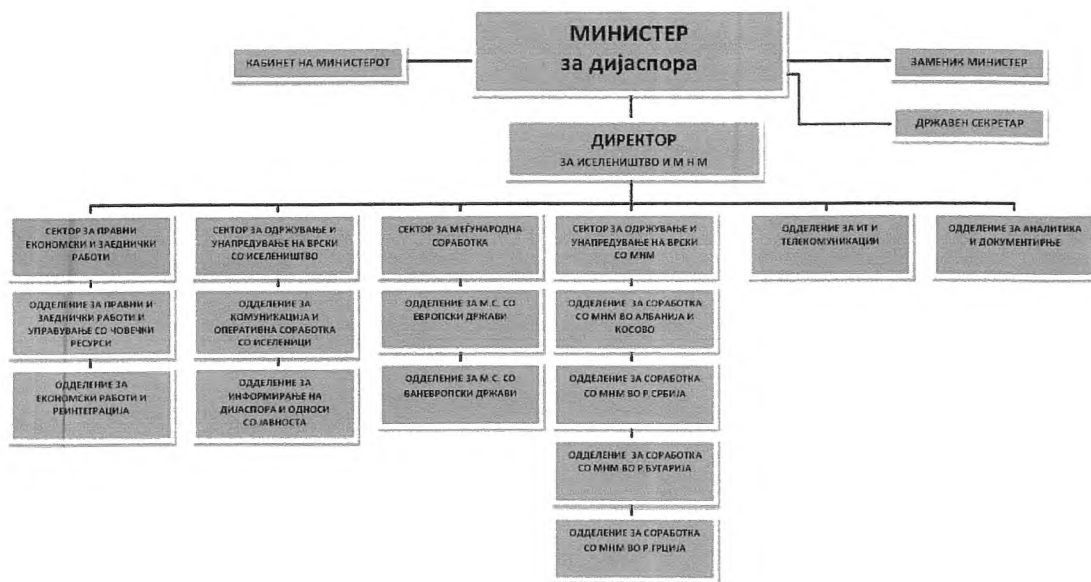 МИНИСТЕР
за дијаспора
КАБИНЕТ НА МИНИСТЕРОТ
ЗАМЕНИК МИНИСТЕР
ДРЖАВЕН СЕКРЕТАР
ДИРЕКТОР
ЗА ИСЕЛЕНИШТВО И М Н М
СЕКТОР ЗА ПРАВНИ
ЕКОНОМСКИ И ЗАЕДНИЧКИ
РАБОТИ
ОДДЕЛЕНИЕ ЗА ПРАВНИ И
ЗАЕДНИЧКИ РАБОТИ И
УПРАВУВАЊЕ СО ЧОВЕЧКИ
РЕСУРСИ
ОДДЕЛЕНИЕ ЗА
ЕКОНОМСКИ РАБОТИ И
РЕИНТЕГРАЦИЈА
СЕКТОР ЗА ОДРЖУВАЊЕ И
УНАПРЕДУВАЊЕ НА ВРСКИ
СО ИСЕЛЕНИШТВО
ОДДЕЛЕНИЕ ЗА
КОМУНИКАЦИЈА И
ОПЕРАТИВНА СОРАБОТКА
СО ИСЕЛЕНИЦИ
ОДДЕЛЕНИЕ ЗА
ИНФОРМИРАЊЕ НА
ДИЈАСПОРА И ОДНОСИ
СО ЈАВНОСТА
СЕКТОР ЗА МЕЃУНАРОДНА
СОРАБОТКА
ОДДЕЛЕНИЕ ЗА М.С. СО
ЕВРОПСКИ ДРЖАВИ
ОДДЕЛЕНИЕ ЗА М.С. СО
ВАНЕВРОПСКИ ДРЖАВИ
СЕКТОР ЗА ОДРЖУВАЊЕ И
УНАПРЕДУВАЊЕ НА ВРСКИ
СО МНМ
ОДДЕЛЕНИЕ ЗА СОРАБОТКА
СО МНМ ВО АЛБАНИЈА И
КОСОВО
ОДДЕЛЕНИЕ ЗА СОРАБОТКА
СО МНМ ВО Р.СРБИЈА
ОДДЕЛЕНИЕ ЗА СОРАБОТКА
СО МНМ ВО Р.БУГАРИЈА
ОДДЕЛЕНИЕ ЗА СОРАБОТКА
СО МНМ ВО Р.ГРЦИЈА
ОДДЕЛЕНИЕ ЗА ИТ И
ТЕЛЕКОМУНИКАЦИИ
ОДДЕЛЕНИЕ ЗА АНАЛИТИКА
И ДОКУМЕНТИРЊЕ